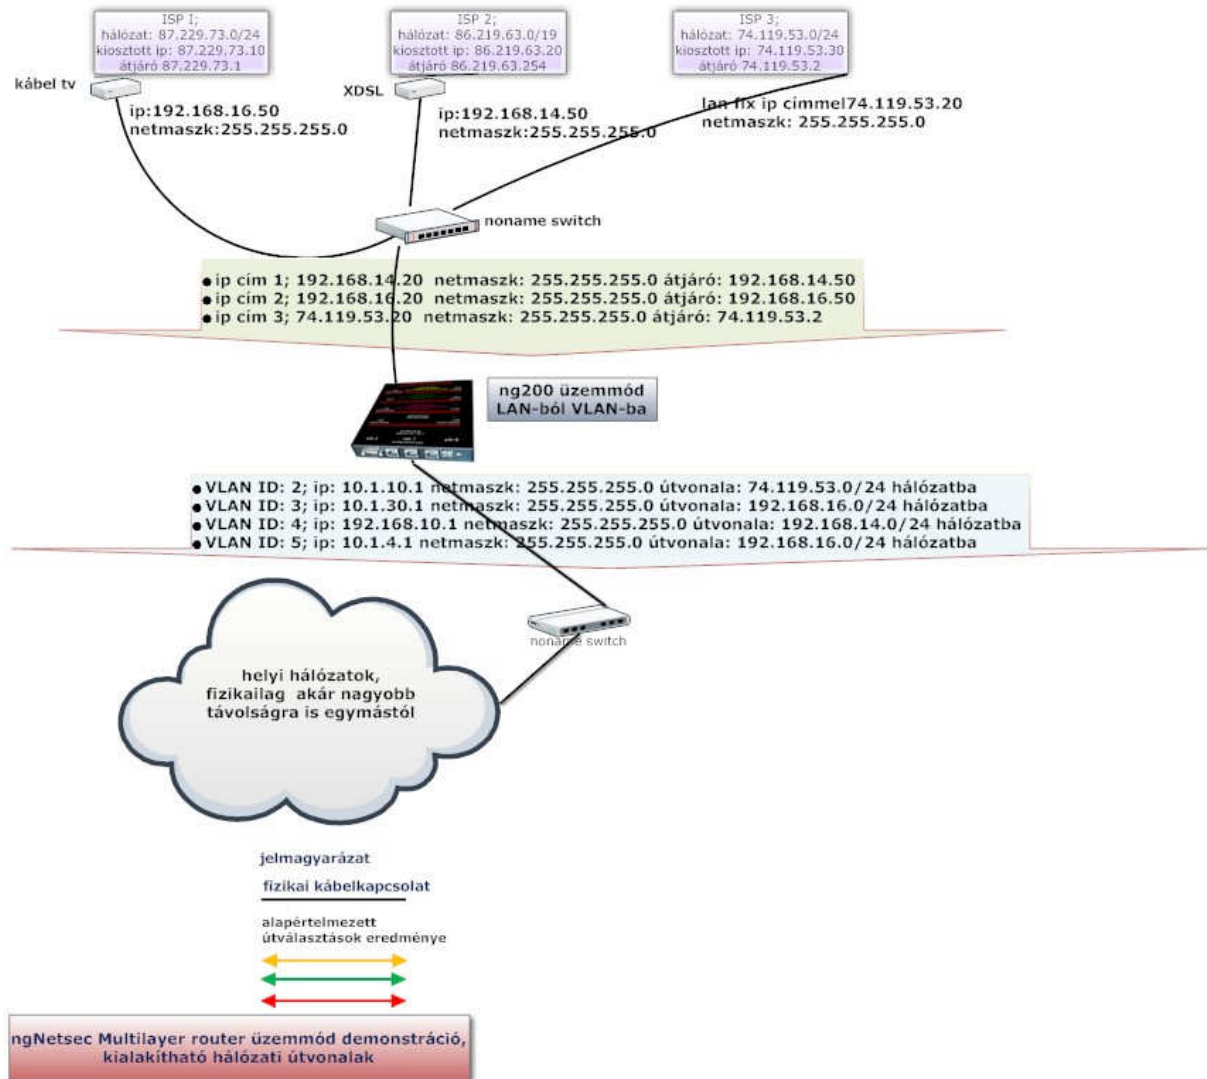 ISP 1;
hálózat: 87.229.73.0/24
kiosztott ip: 87.229.73.10
átjáró 87.229.73.1
ISP 2;
hálózat: 86.219.63.0/19
kiosztott ip: 86.219.63.20
átjáró 86.219.63.254
ISP 3;
hálózat: 74.119.53.0/24
kiosztott ip: 74.119.53.30
átjáró 74.119.53.2
kábel tv
ip:192.168.16.50
netmaszk:255.255.255.0
XDSL
ip:192.168.14.50
netmaszk:255.255.255.0
lan fix ip címmel74.119.53.20
netmaszk: 255.255.255.0
noname switch
• ip cím 1; 192.168.14.20 netmaszk: 255.255.255.0 átjáró: 192.168.14.50
• ip cím 2; 192.168.16.20 netmaszk: 255.255.255.0 átjáró: 192.168.16.50
• ip cím 3; 74.119.53.20 netmaszk: 255.255.255.0 átjáró: 74.119.53.2
ng200 üzemmód
LAN-ból VLAN-ba
• VLAN ID: 2; ip: 10.1.10.1 netmaszk: 255.255.255.0 útvonala: 74.119.53.0/24 hálózatba
• VLAN ID: 3; ip: 10.1.30.1 netmaszk: 255.255.255.0 útvonala: 192.168.16.0/24 hálózatba
• VLAN ID: 4; ip: 192.168.10.1 netmaszk: 255.255.255.0 útvonala: 192.168.14.0/24 hálózatba
• VLAN ID: 5; ip: 10.1.4.1 netmaszk: 255.255.255.0 útvonala: 192.168.16.0/24 hálózatba
noname switch
helyi hálózatok,
fizikailag akár nagyobb
távolságra is egymástól
jelmagyarázat
fizikai kábelkapcsolat
alapértelmezett
útválasztások eredménye
ngNetsec Multilayer router üzemmód demonstráció,
kialakítható hálózati útvonalak